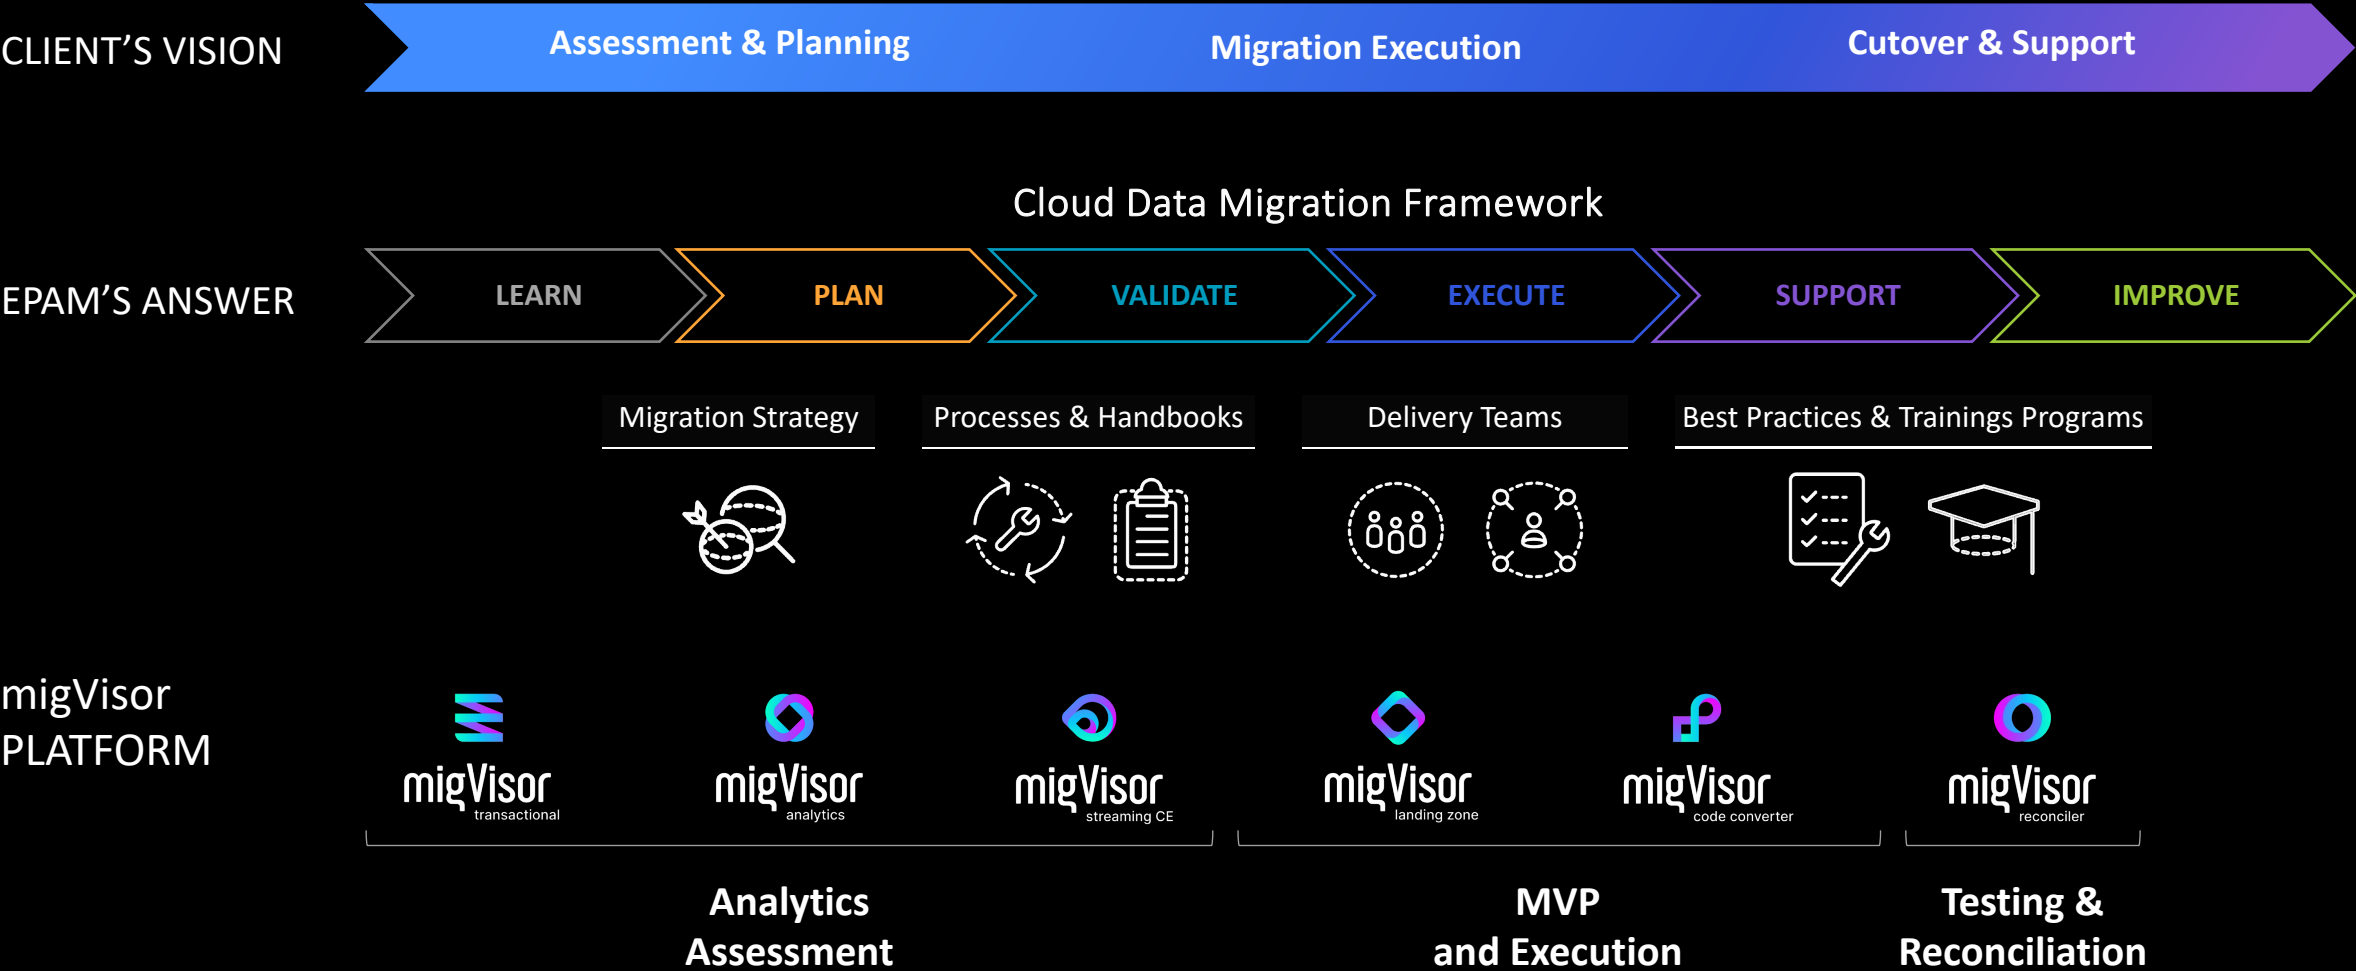 CLIENT’S VISION
Assessment & Planning
Migration Execution
Cutover & Support
Cloud Data Migration Framework
EPAM’S ANSWER
LEARN
PLAN
VALIDATE
EXECUTE
SUPPORT
IMPROVE
Migration Strategy
Processes & Handbooks
Delivery Teams
Best Practices & Trainings Programs
migVisor
PLATFORM
migVisor
transactional
migVisor
analytics
migVisor
streaming CE
migVisor
landing zone
migVisor
code converter
migVisor
reconciler
Analytics
Assessment
MVP
and Execution
Testing &
Reconciliation